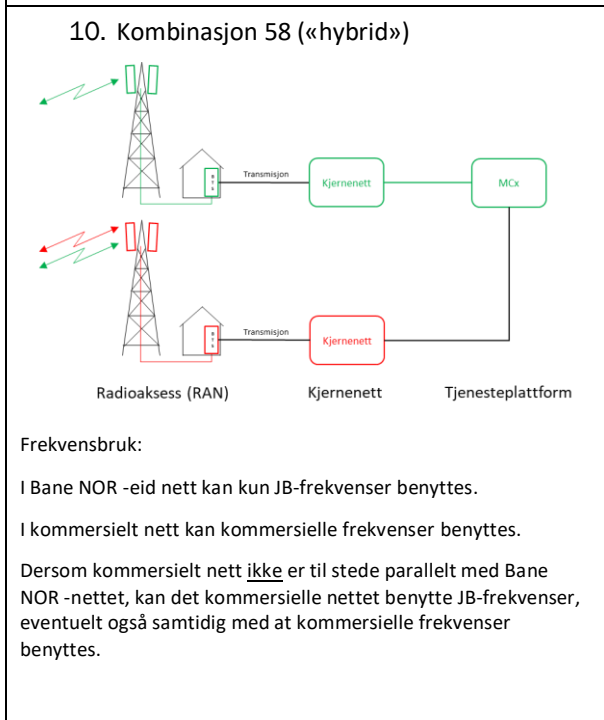 10. Kombinasjon 58 («hybrid»)
B
T
S
Transmisjon
Kjernenett
MCx
B
T
S
Transmisjon
Kjernenett
Radioaksess (RAN) Kjernenett Tjenesteplattform
Frekvensbruk:
I Bane NOR -eid nett kan kun JB-frekvenser benyttes.
I kommersielt nett kan kommersielle frekvenser benyttes.
Dersom kommersielt nett ikke er til stede parallelt med Bane
NOR -nettet, kan det kommersielle nettet benytte JB-frekvenser,
eventuelt også samtidig med at kommersielle frekvenser
benyttes.